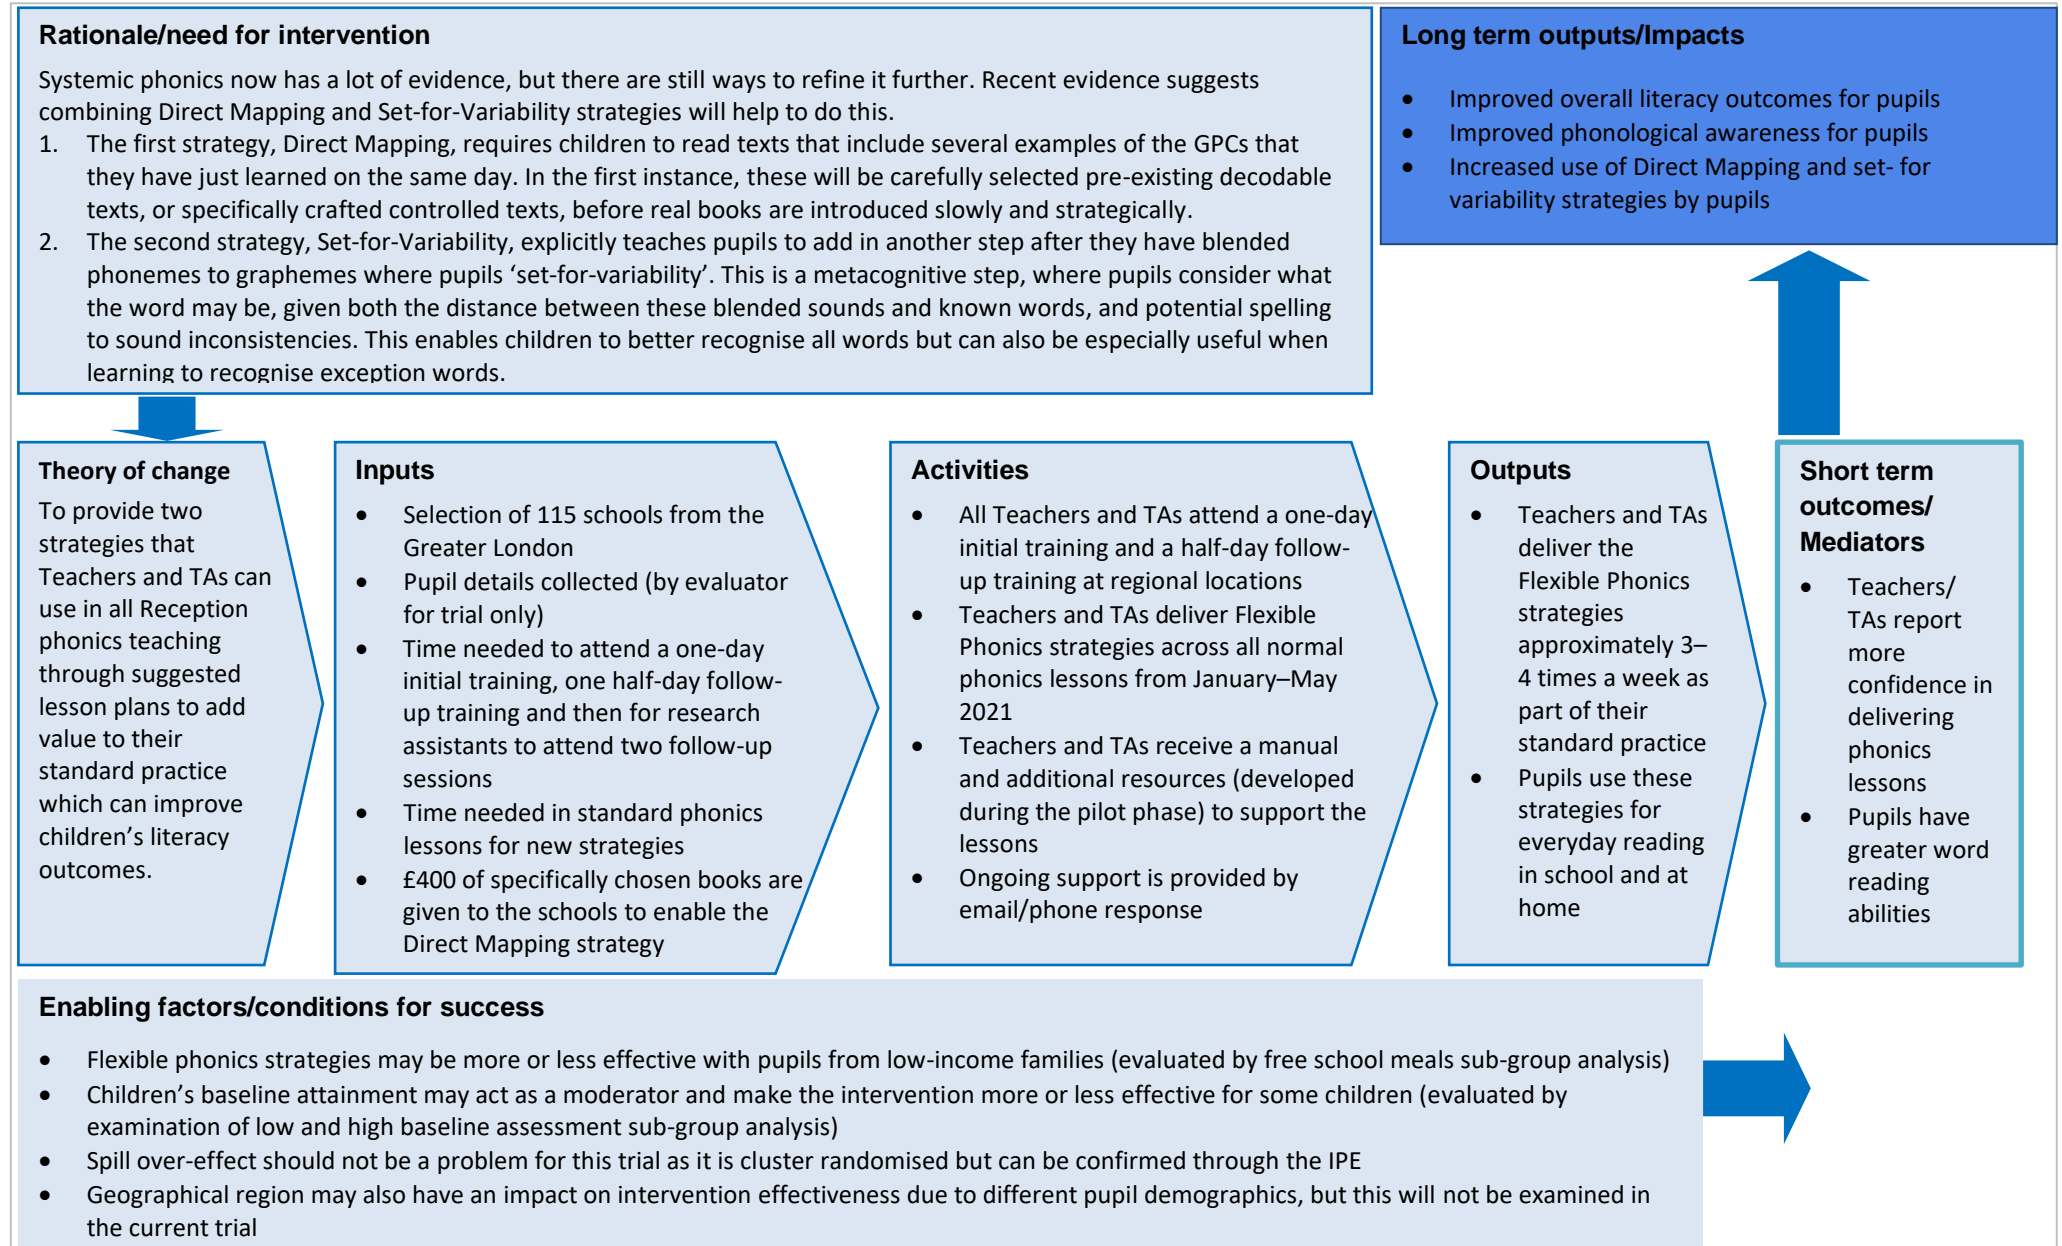 Rationale/need for intervention
Systemic phonics now has a lot of evidence, but there are still ways to refine it further. Recent evidence suggests
combining Direct Mapping and Set-for-Variability strategies will help to do this.
1. The first strategy, Direct Mapping, requires children to read texts that include several examples of the GPCs that
they have just learned on the same day. In the first instance, these will be carefully selected pre-existing decodable
texts, or specifically crafted controlled texts, before real books are introduced slowly and strategically.
2. The second strategy, Set-for-Variability, explicitly teaches pupils to add in another step after they have blended
phonemes to graphemes where pupils ‘set-for-variability’. This is a metacognitive step, where pupils consider what
the word may be, given both the distance between these blended sounds and known words, and potential spelling
to sound inconsistencies. This enables children to better recognise all words but can also be especially useful when
learning to recognise exception words.
Long term outputs/Impacts
• Improved overall literacy outcomes for pupils
• Improved phonological awareness for pupils
• Increased use of Direct Mapping and set- for
variability strategies by pupils
Theory of change
To provide two
strategies that
Teachers and TAs can
use in all Reception
phonics teaching
through suggested
lesson plans to add
value to their
standard practice
which can improve
children’s literacy
outcomes.
Inputs
• Selection of 115 schools from the
Greater London
• Pupil details collected (by evaluator
for trial only)
• Time needed to attend a one-day
initial training, one half-day follow-
up training and then for research
assistants to attend two follow-up
sessions
• Time needed in standard phonics
lessons for new strategies
• £400 of specifically chosen books are
given to the schools to enable the
Direct Mapping strategy
Activities
• All Teachers and TAs attend a one-day
initial training and a half-day follow-
up training at regional locations
• Teachers and TAs deliver Flexible
Phonics strategies across all normal
phonics lessons from January–May
2021
• Teachers and TAs receive a manual
and additional resources (developed
during the pilot phase) to support the
lessons
• Ongoing support is provided by
email/phone response
Outputs
• Teachers and TAs
deliver the
Flexible Phonics
strategies
approximately 3–
4 times a week as
part of their
standard practice
• Pupils use these
strategies for
everyday reading
in school and at
home
Short term
outcomes/
Mediators
• Teachers/
TAs report
more
confidence in
delivering
phonics
lessons
• Pupils have
greater word
reading
abilities
Enabling factors/conditions for success
• Flexible phonics strategies may be more or less effective with pupils from low-income families (evaluated by free school meals sub-group analysis)
• Children’s baseline attainment may act as a moderator and make the intervention more or less effective for some children (evaluated by
examination of low and high baseline assessment sub-group analysis)
• Spill over-effect should not be a problem for this trial as it is cluster randomised but can be confirmed through the IPE
• Geographical region may also have an impact on intervention effectiveness due to different pupil demographics, but this will not be examined in
the current trial